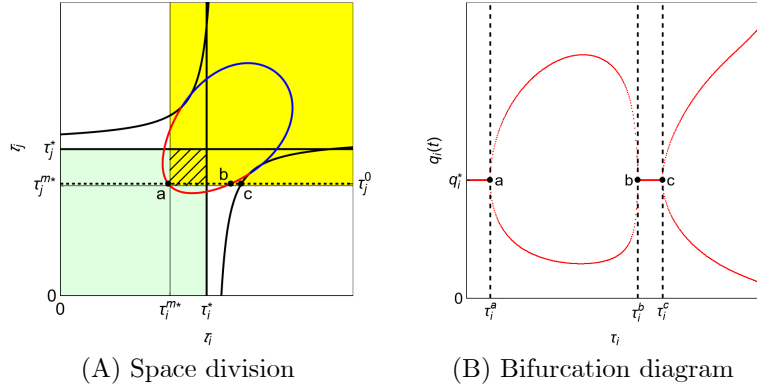 τ_j
τ_j^*
τ_j^{m*}
0
a
b
c
τ_j^0
0
τ_i^{m*}
τ_i^*
τ_i
(A) Space division
q_i(t)
q_i^*
0
a
b
c
τ_i^a
τ_i^b
τ_i^c
τ_i
(B) Bifurcation diagram